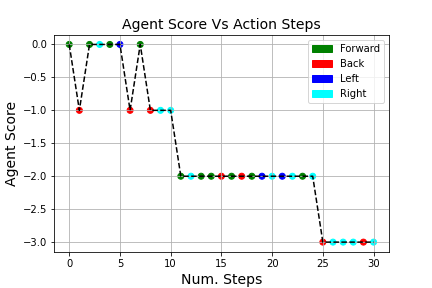 Agent Score Vs Action Steps
Agent Score
0.0
−0.5
−1.0
−1.5
−2.0
−2.5
−3.0
Forward
Back
Left
Right
0 5 10 15 20 25 30
Num. Steps